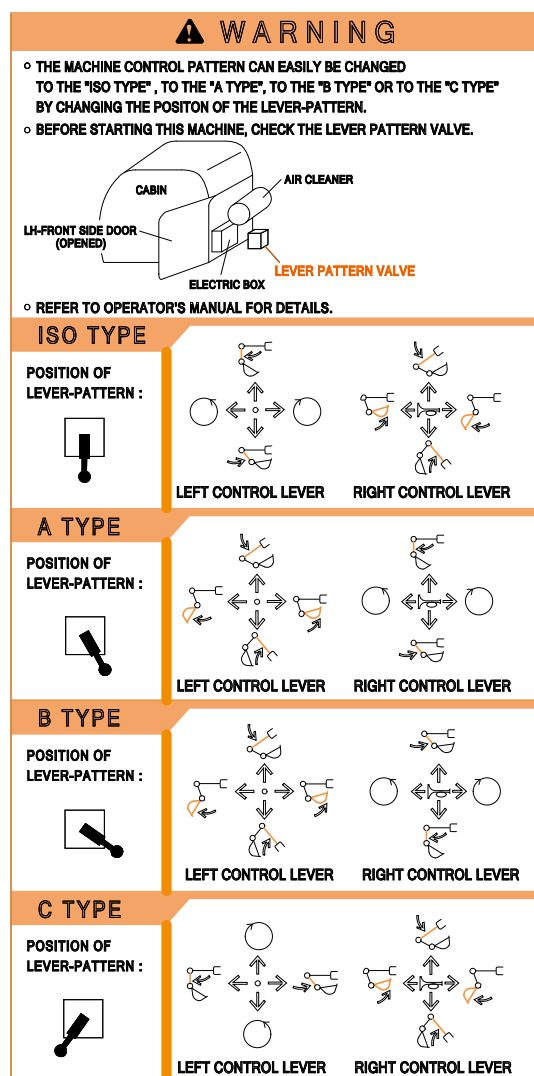 WARNING
THE MACHINE CONTROL PATTERN CAN EASILY BE CHANGED
TO THE "ISO TYPE" , TO THE "A TYPE", TO THE "B TYPE" OR TO THE "C TYPE"
BY CHANGING THE POSITON OF THE LEVER-PATTERN.
BEFORE STARTING THIS MACHINE, CHECK THE LEVER PATTERN VALVE.
CABIN
AIR CLEANER
LH-FRONT SIDE DOOR
(OPENED)
LEVER PATTERN VALVE
ELECTRIC BOX
REFER TO OPERATOR'S MANUAL FOR DETAILS.
ISO TYPE
POSITION OF
LEVER-PATTERN :
LEFT CONTROL LEVER
RIGHT CONTROL LEVER
A TYPE
POSITION OF
LEVER-PATTERN :
LEFT CONTROL LEVER
RIGHT CONTROL LEVER
B TYPE
POSITION OF
LEVER-PATTERN :
LEFT CONTROL LEVER
RIGHT CONTROL LEVER
C TYPE
POSITION OF
LEVER-PATTERN :
LEFT CONTROL LEVER
RIGHT CONTROL LEVER